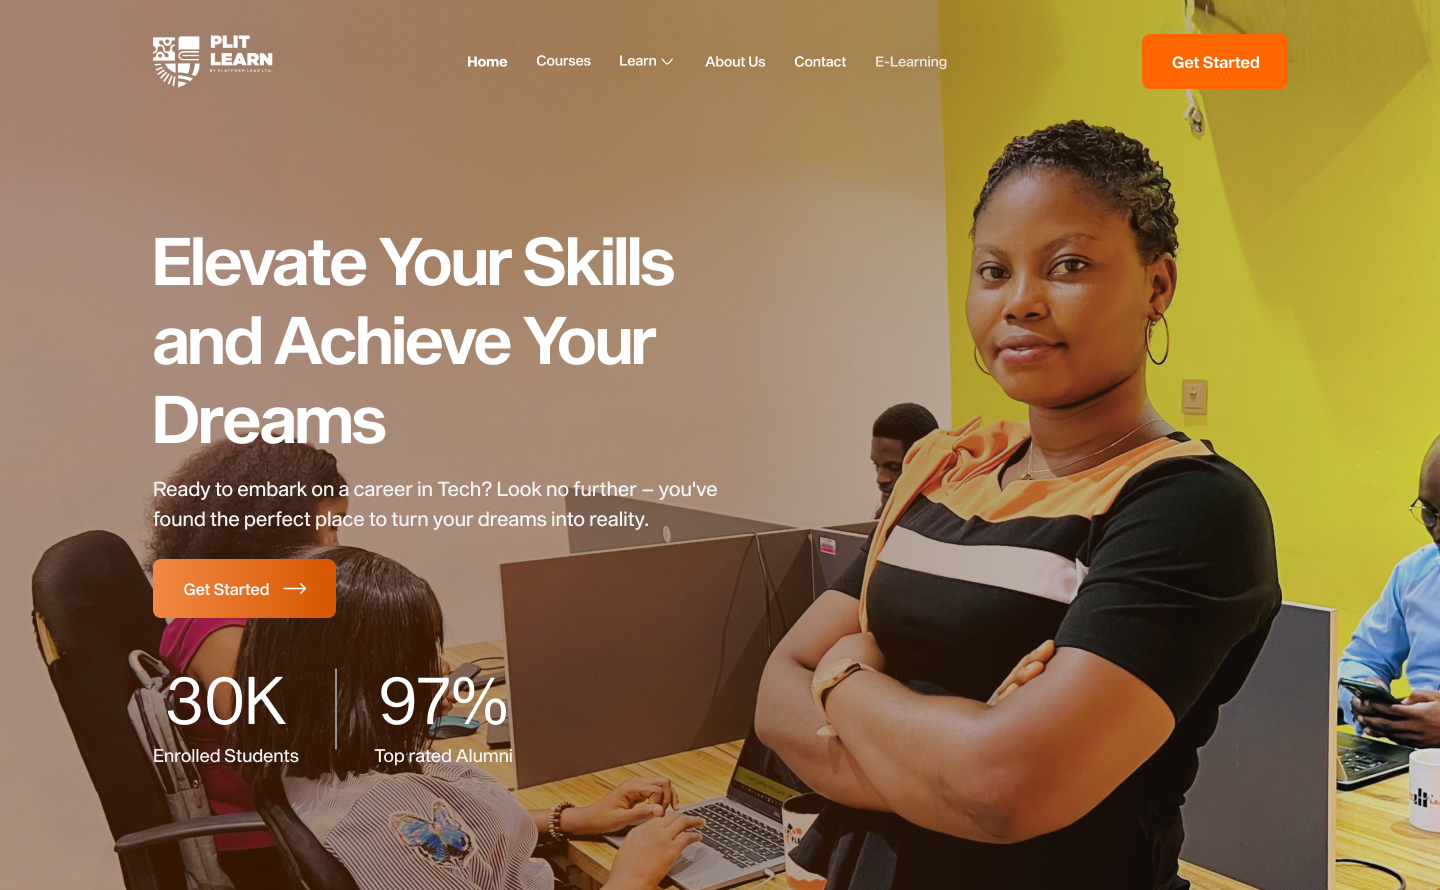 PLIT
LEARN
BY PLATFORM LEAD LTD
Home
Courses
Learn
About Us
Contact
E-Learning
Get Started
Elevate Your Skills
and Achieve Your
Dreams
Ready to embark on a career in Tech? Look no further – you've
found the perfect place to turn your dreams into reality.
Get Started
30K
Enrolled Students
97%
Top rated Alumni